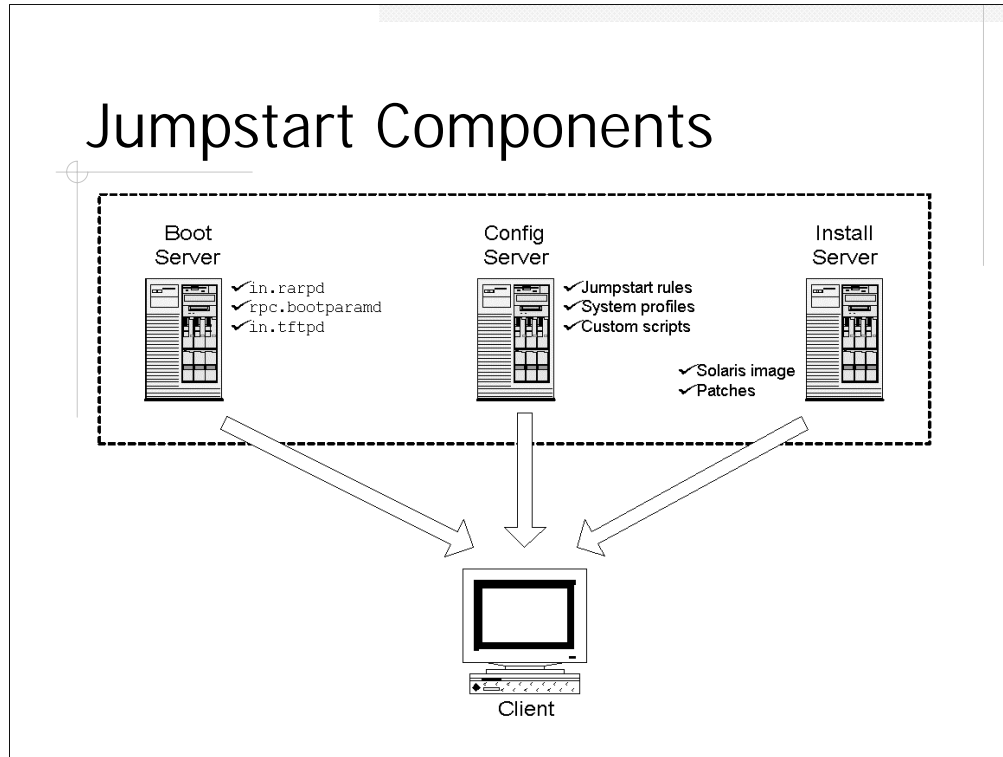 Jumpstart Components
Boot
Server
in.rarpd
rpc.bootparamd
in.tftpd
Config
Server
Jumpstart rules
System profiles
Custom scripts
Install
Server
Solaris image
Patches
Client